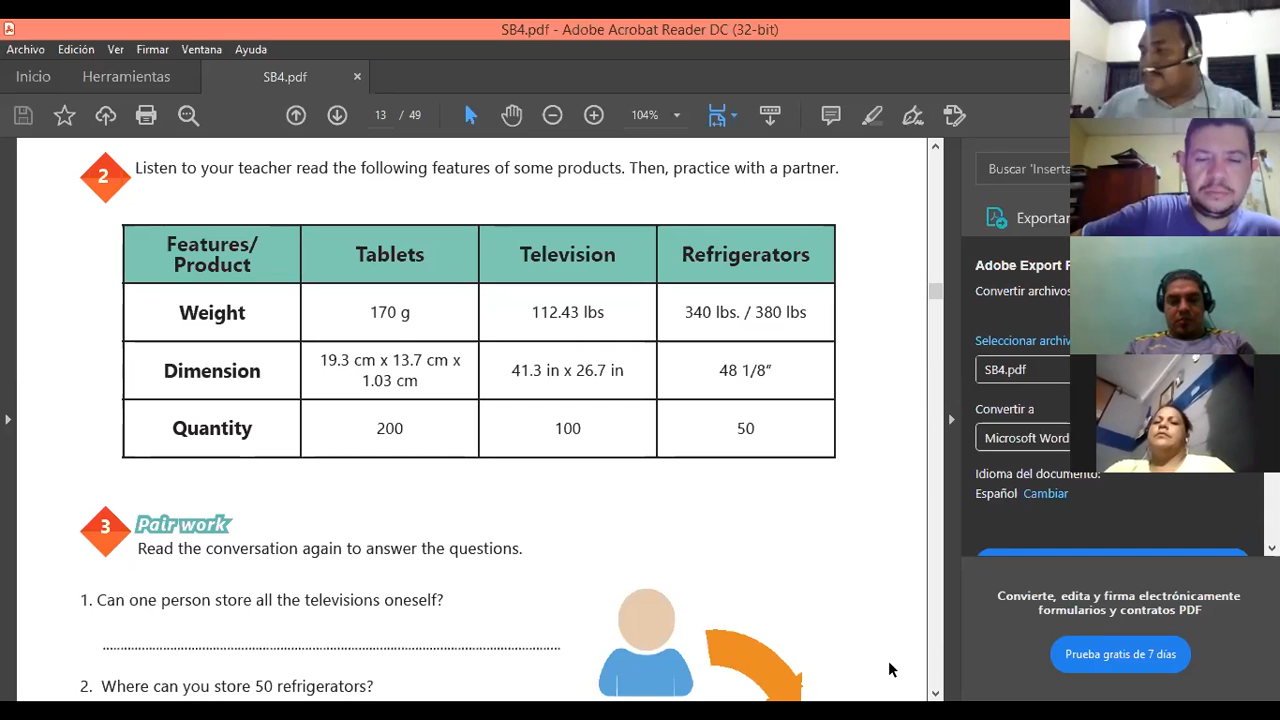 SB4.pdf - Adobe Acrobat Reader DC (32-bit)
Archivo Edición Ver Firmar Ventana Ayuda
Inicio Herramientas SB4.pdf ×
13 / 49 104%
2 Listen to your teacher read the following features of some products. Then, practice with a partner.
Features/ Product Tablets Television Refrigerators
Weight 170 g 112.43 lbs 340 lbs. / 380 lbs
Dimension 19.3 cm x 13.7 cm x 1.03 cm 41.3 in x 26.7 in 48 1/8”
Quantity 200 100 50
3 Pair work
Read the conversation again to answer the questions.
1. Can one person store all the televisions oneself?
2. Where can you store 50 refrigerators?
Buscar 'Inserta
Exportar
Adobe Export
Convertir archivos
Seleccionar archiv
SB4.pdf
Convertir a
Microsoft Word
Idioma del documento:
Español Cambiar
Convierte, edita y firma electrónicamente
formularios y contratos PDF
Prueba gratis de 7 días